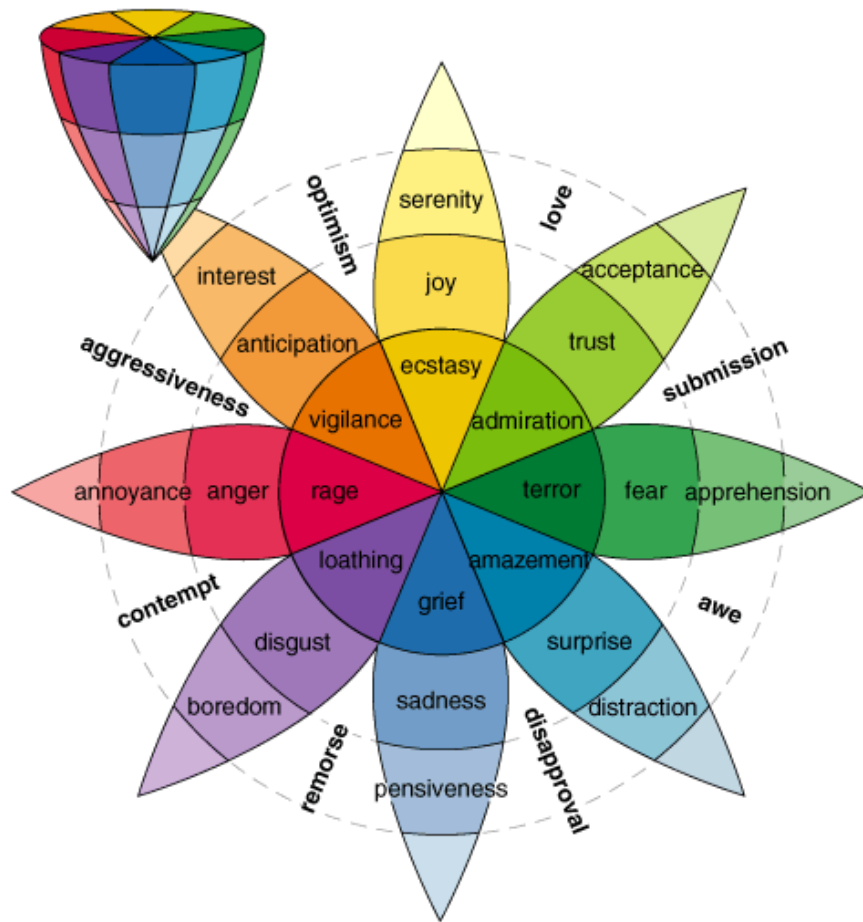 optimism
love
serenity
interest
acceptance
joy
anticipation
trust
aggressiveness
submission
ecstasy
vigilance
admiration
annoyance
anger
rage
terror
fear
apprehension
loathing
amazement
contempt
grief
awe
disgust
surprise
boredom
sadness
distraction
remorse
disapproval
pensiveness